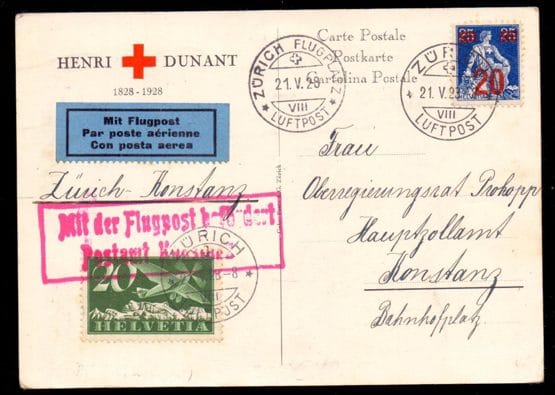 HENRI DUNANT
1828-1928
Carte Postale
Postkarte
Cartolina Postale
ZÜRICH FLUGPLATZ
21.V.28
VIII
LUFTPOST
25 25
20
ZÜRICH
21.V.28
VIII
LUFTPOST
Mit Flugpost
Par poste aérienne
Con posta aerea
Zürich-Konstanz
Mit der Flugpost befördert
Postamt
Frau
Oberregierungsrat Prokopp
Hauptzollamt
Konstanz
Bahnhofplatz.
ZÜRICH
20
HELVETIA